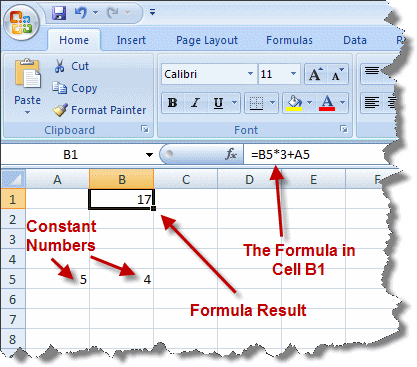 Home Insert Page Layout Formulas Data
Cut
Copy
Format Painter
Paste
Clipboard
Calibri 11 A A
B I U A
Font
B1 fx =B5*3+A5
A B C D E F
1 17
2
3
Constant
Numbers
4
The Formula in
Cell B1
5 5 4
6
Formula Result
7
8